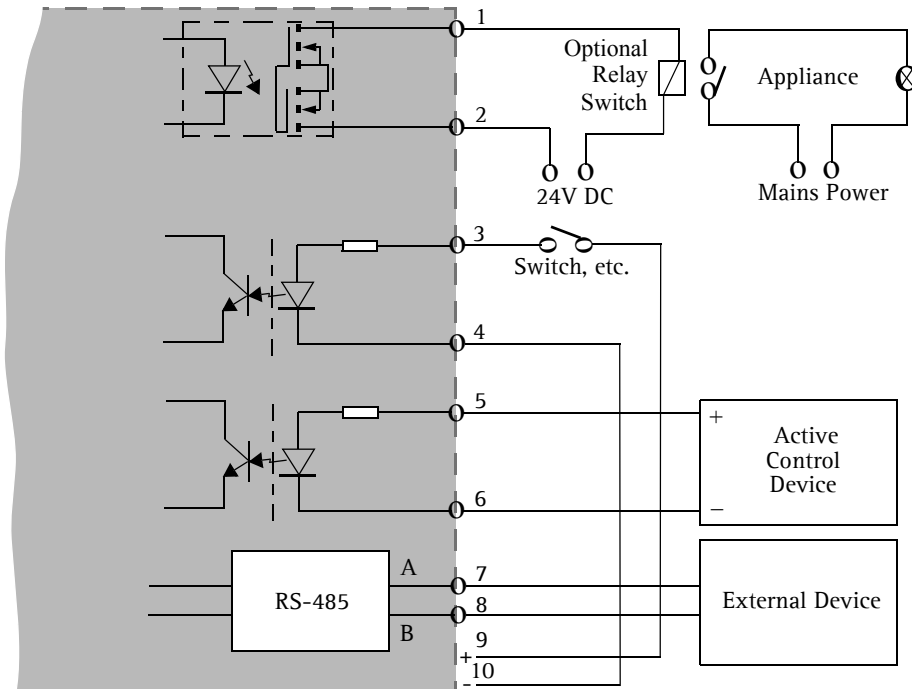 1
Optional
Relay
Switch
Appliance
2
24V DC
Mains Power
3
Switch, etc.
4
5
+
Active
Control
Device
6
−
RS-485
A
B
7
8
External Device
9
+
10
-